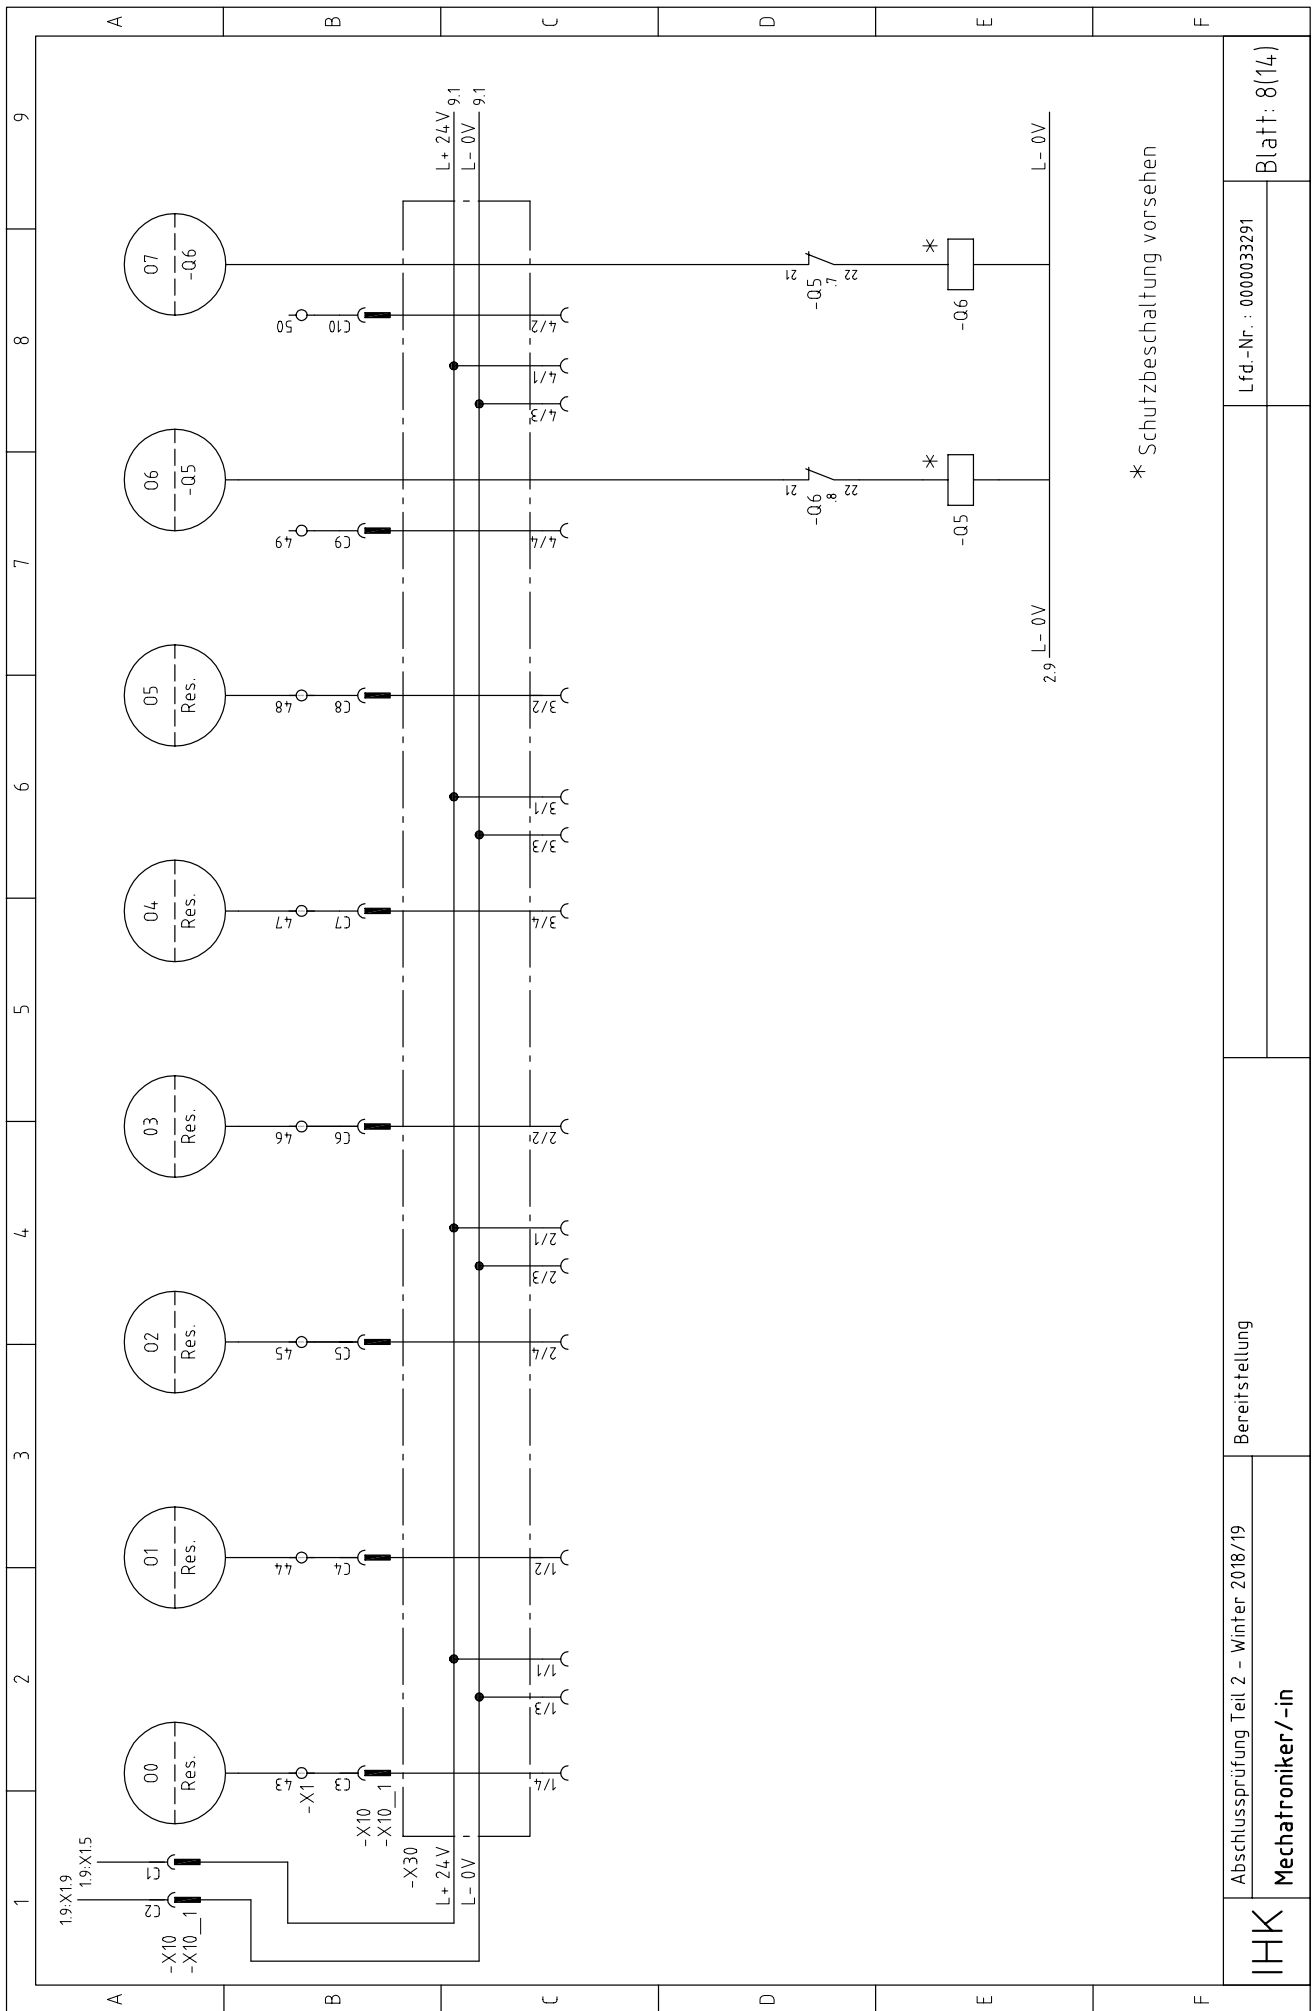 1 2 3 4 5 6 7 8 9
A A
B B
C C
D D
E E
F F
1.9:X1.9
1.9:X1.5
C2 C1
-X10
-X10_1
00
Res.
01
Res.
02
Res.
03
Res.
04
Res.
05
Res.
06
-Q5
07
-Q6
43 44 45 46 47 48 49 50
-X1
C3 C4 C5 C6 C7 C8 C9 C10
-X10
-X10_1
-X30
L+ 24V
L- 0V
L+ 24V 9.1
L- 0V 9.1
1/4 1/3 1/1 1/2 2/4 2/3 2/1 2/2 3/4 3/3 3/1 3/2 4/4 4/3 4/1 4/2
21
-Q6
.8
22
21
-Q5
.7
22
*
-Q5
*
-Q6
2.9 L- 0V
L- 0V
* Schutzbeschaltung vorsehen
IHK
Abschlussprüfung Teil 2 - Winter 2018/19
Mechatroniker/-in
Bereitstellung
Lfd.-Nr.: 0000033291
Blatt: 8(14)